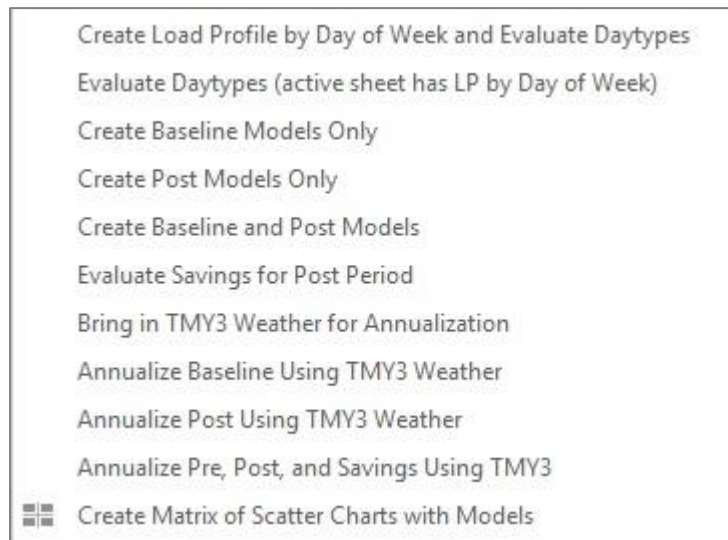 Create Load Profile by Day of Week and Evaluate Daytypes
Evaluate Daytypes (active sheet has LP by Day of Week)
Create Baseline Models Only
Create Post Models Only
Create Baseline and Post Models
Evaluate Savings for Post Period
Bring in TMY3 Weather for Annualization
Annualize Baseline Using TMY3 Weather
Annualize Post Using TMY3 Weather
Annualize Pre, Post, and Savings Using TMY3
Create Matrix of Scatter Charts with Models